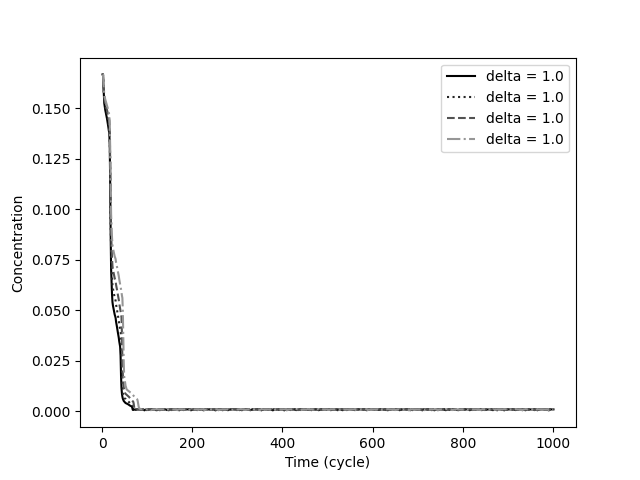 delta = 1.0
delta = 1.0
delta = 1.0
delta = 1.0
0.150
0.125
0.100
0.075
0.050
0.025
0.000
Concentration
0 200 400 600 800 1000
Time (cycle)